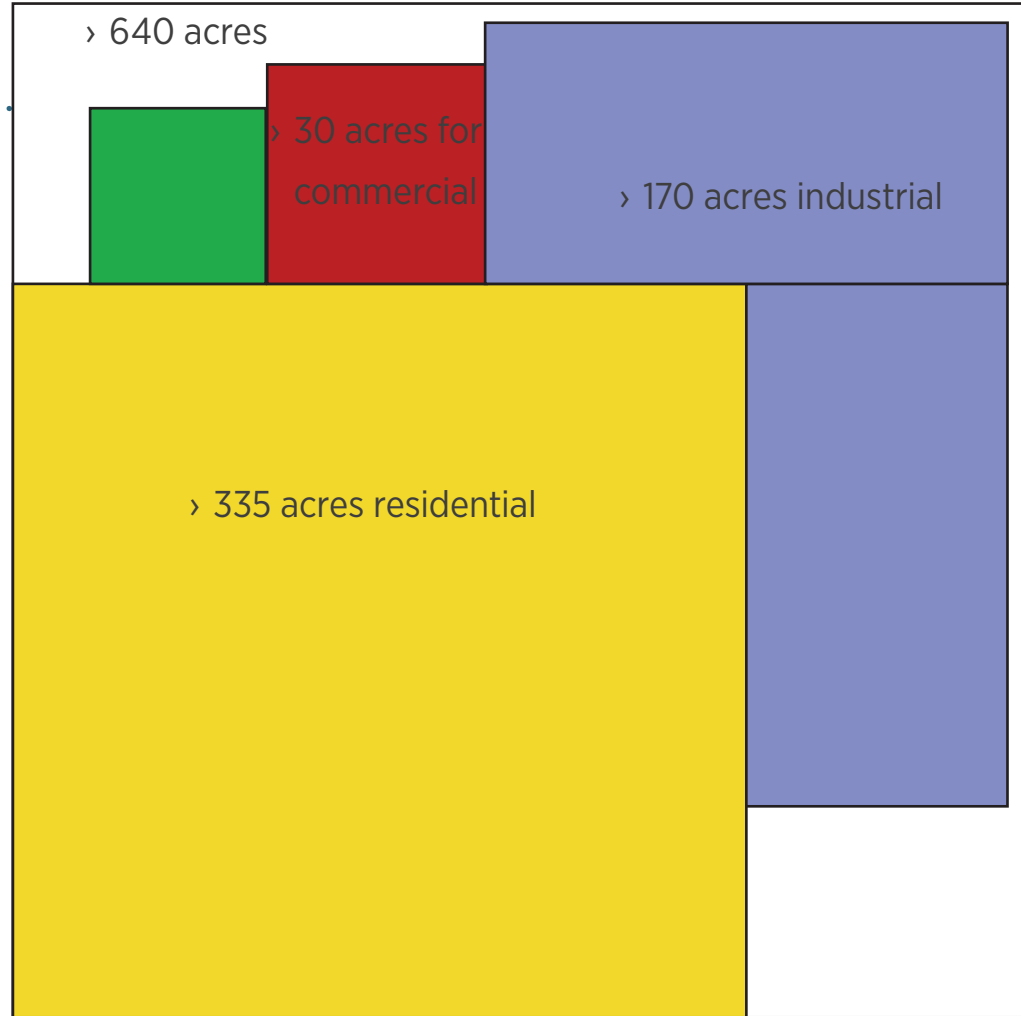 › 640 acres
› 30 acres for
commercial
› 170 acres industrial
› 335 acres residential